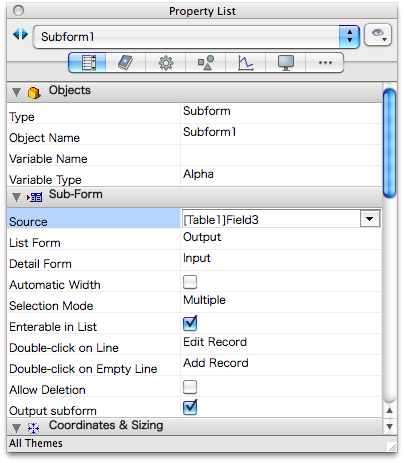 Property List
Subform1
Objects
Type Subform
Object Name Subform1
Variable Name
Variable Type Alpha
Sub-Form
Source [Table1]Field3
List Form Output
Detail Form Input
Automatic Width
Selection Mode Multiple
Enterable in List
Double-click on Line Edit Record
Double-click on Empty Line Add Record
Allow Deletion
Output subform
Coordinates & Sizing
All Themes